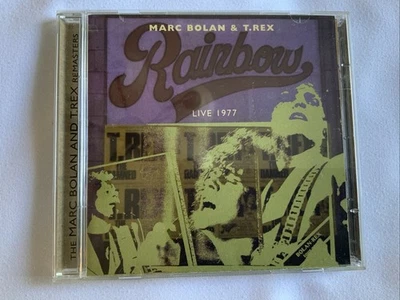 MARC BOLAN & T.REX
Rainbow
LIVE 1977
THE MARC BOLAN AND T.REX REMASTERS